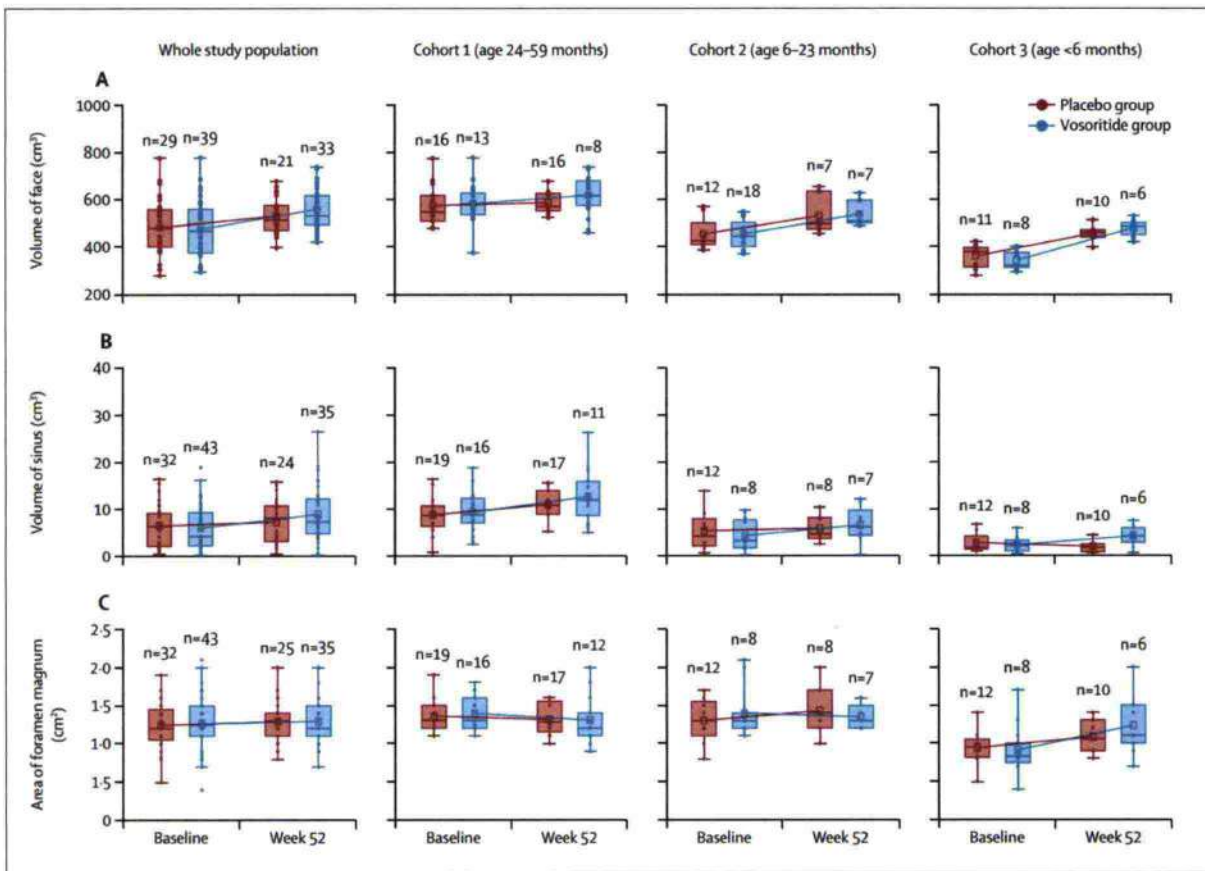 Whole study population
Cohort 1 (age 24–59 months)
Cohort 2 (age 6–23 months)
Cohort 3 (age <6 months)
A
Volume of face (cm³)
1000
800
600
400
200
n=29
n=39
n=21
n=33
n=16
n=13
n=16
n=8
n=12
n=18
n=7
n=7
n=11
n=8
n=10
n=6
Placebo group
Vosoritide group
B
Volume of sinus (cm³)
40
30
20
10
0
n=32
n=43
n=24
n=35
n=19
n=16
n=17
n=11
n=12
n=8
n=8
n=7
n=12
n=8
n=10
n=6
C
Area of foramen magnum
(cm²)
2·5
2·0
1·5
1·0
1·5
0
n=32
n=43
n=25
n=35
n=19
n=16
n=17
n=12
n=12
n=8
n=8
n=7
n=12
n=8
n=10
n=6
Baseline
Week 52
Baseline
Week 52
Baseline
Week 52
Baseline
Week 52